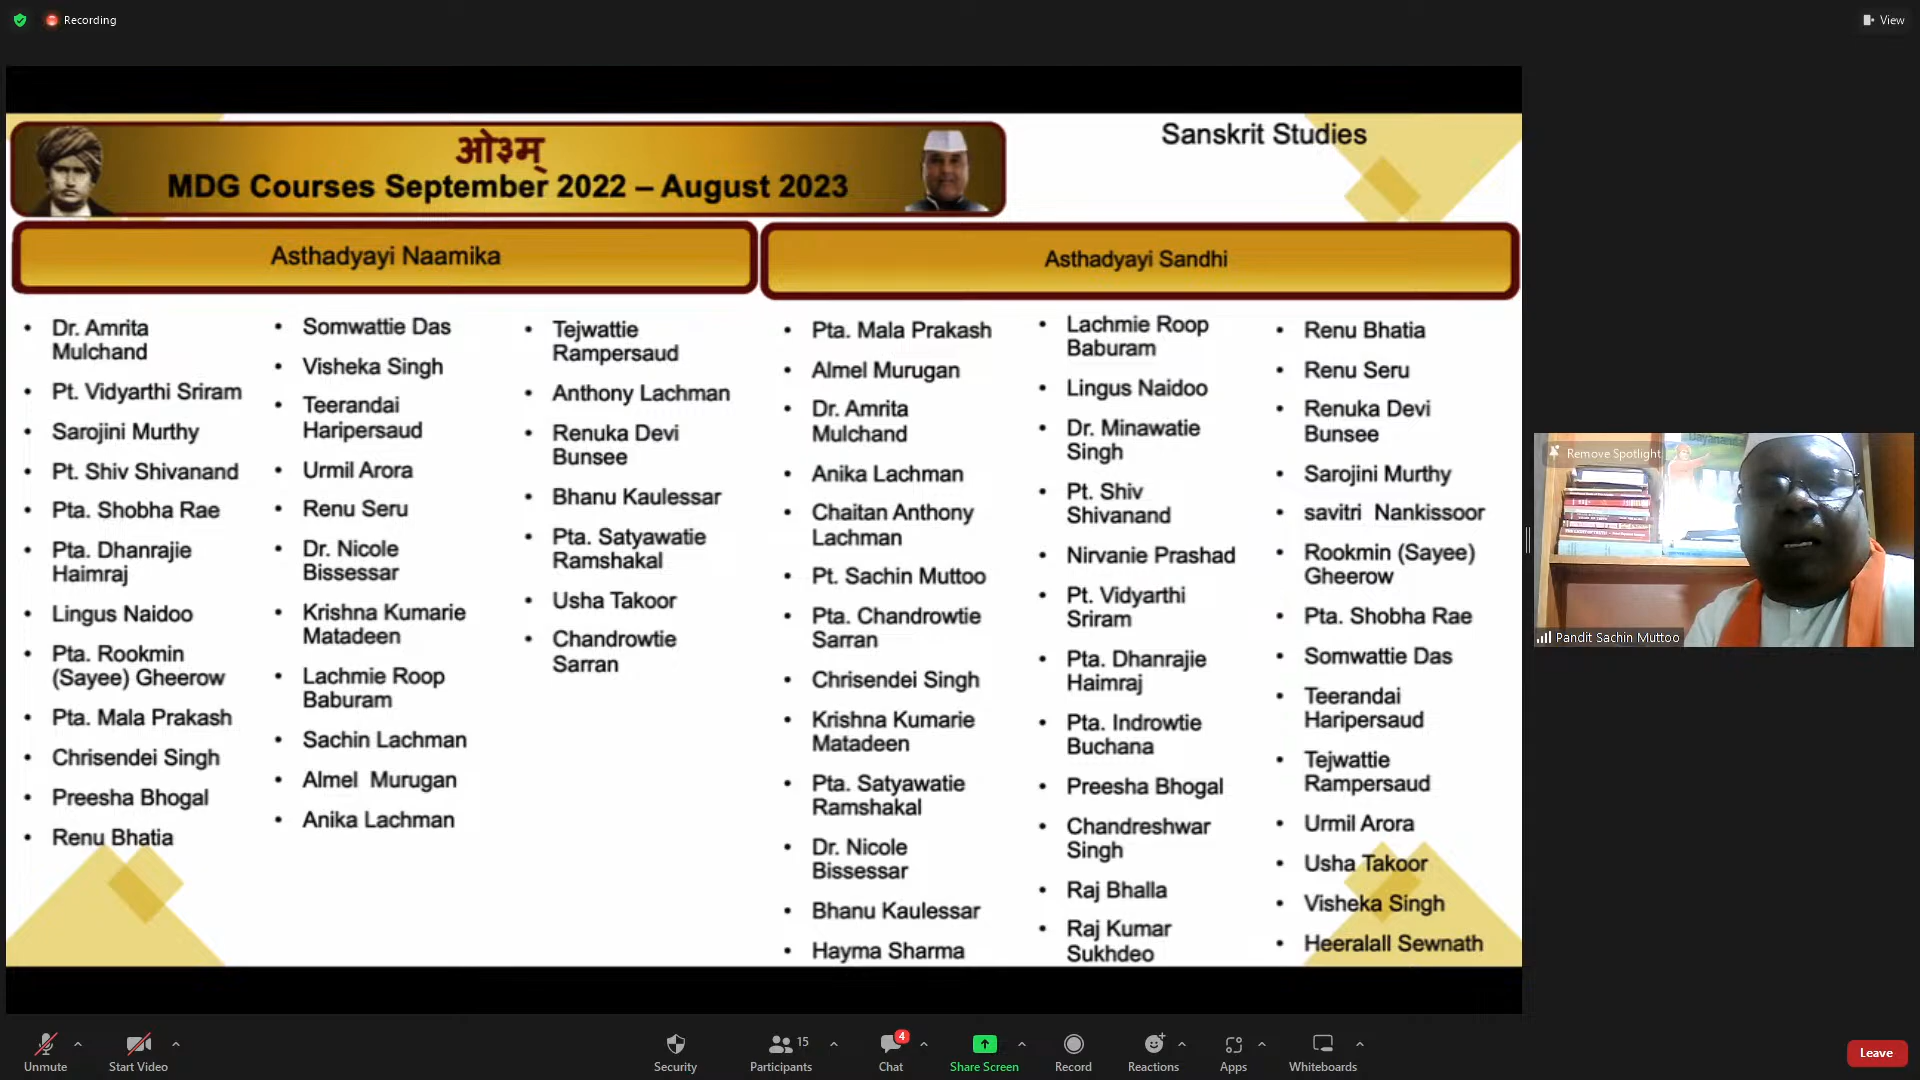 Recording
View
Sanskrit Studies
ओ३म्
MDG Courses September 2022 – August 2023
Asthadyayi Naamika
Asthadyayi Sandhi
• Dr. Amrita
Mulchand
• Pt. Vidyarthi Sriram
• Sarojini Murthy
• Pt. Shiv Shivanand
• Pta. Shobha Rae
• Pta. Dhanrajie
Haimraj
• Lingus Naidoo
• Pta. Rookmin
(Sayee) Gheerow
• Pta. Mala Prakash
• Chrisendei Singh
• Preesha Bhogal
• Renu Bhatia
• Somwattie Das
• Visheka Singh
• Teerandai
Haripersaud
• Urmil Arora
• Renu Seru
• Dr. Nicole
Bissessar
• Krishna Kumarie
Matadeen
• Lachmie Roop
Baburam
• Sachin Lachman
• Almel Murugan
• Anika Lachman
• Tejwattie
Rampersaud
• Anthony Lachman
• Renuka Devi
Bunsee
• Bhanu Kaulessar
• Pta. Satyawatie
Ramshakal
• Usha Takoor
• Chandrowtie
Sarran
• Pta. Mala Prakash
• Almel Murugan
• Dr. Amrita
Mulchand
• Anika Lachman
• Chaitan Anthony
Lachman
• Pt. Sachin Muttoo
• Pta. Chandrowtie
Sarran
• Chrisendei Singh
• Krishna Kumarie
Matadeen
• Pta. Satyawatie
Ramshakal
• Dr. Nicole
Bissessar
• Bhanu Kaulessar
• Hayma Sharma
• Lachmie Roop
Baburam
• Lingus Naidoo
• Dr. Minawatie
Singh
• Pt. Shiv
Shivanand
• Nirvanie Prashad
• Pt. Vidyarthi
Sriram
• Pta. Dhanrajie
Haimraj
• Pta. Indrowtie
Buchana
• Preesha Bhogal
• Chandreshwar
Singh
• Raj Bhalla
• Raj Kumar
Sukhdeo
• Renu Bhatia
• Renu Seru
• Renuka Devi
Bunsee
• Sarojini Murthy
• savitri Nankissoor
• Rookmin (Sayee)
Gheerow
• Pta. Shobha Rae
• Somwattie Das
• Teerandai
Haripersaud
• Tejwattie
Rampersaud
• Urmil Arora
• Usha Takoor
• Visheka Singh
• Heeralall Sewnath
Dayananda
Remove Spotlight
Pandit Sachin Muttoo
Unmute
Start Video
Security
15
Participants
4
Chat
Share Screen
Record
Reactions
Apps
Whiteboards
Leave